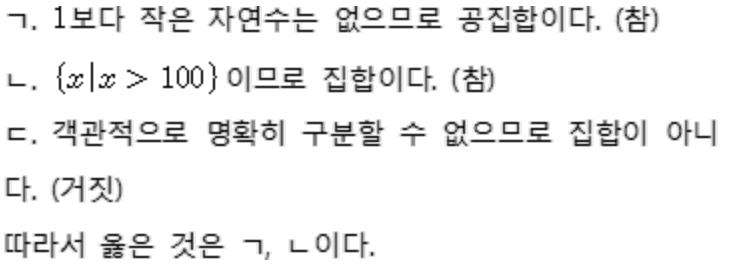 ㄱ. 1보다 작은 자연수는 없으므로 공집합이다. (참)
ㄴ. {x|x > 100}이므로 집합이다. (참)
ㄷ. 객관적으로 명확히 구분할 수 없으므로 집합이 아니
다. (거짓)
따라서 옳은 것은 ㄱ, ㄴ이다.